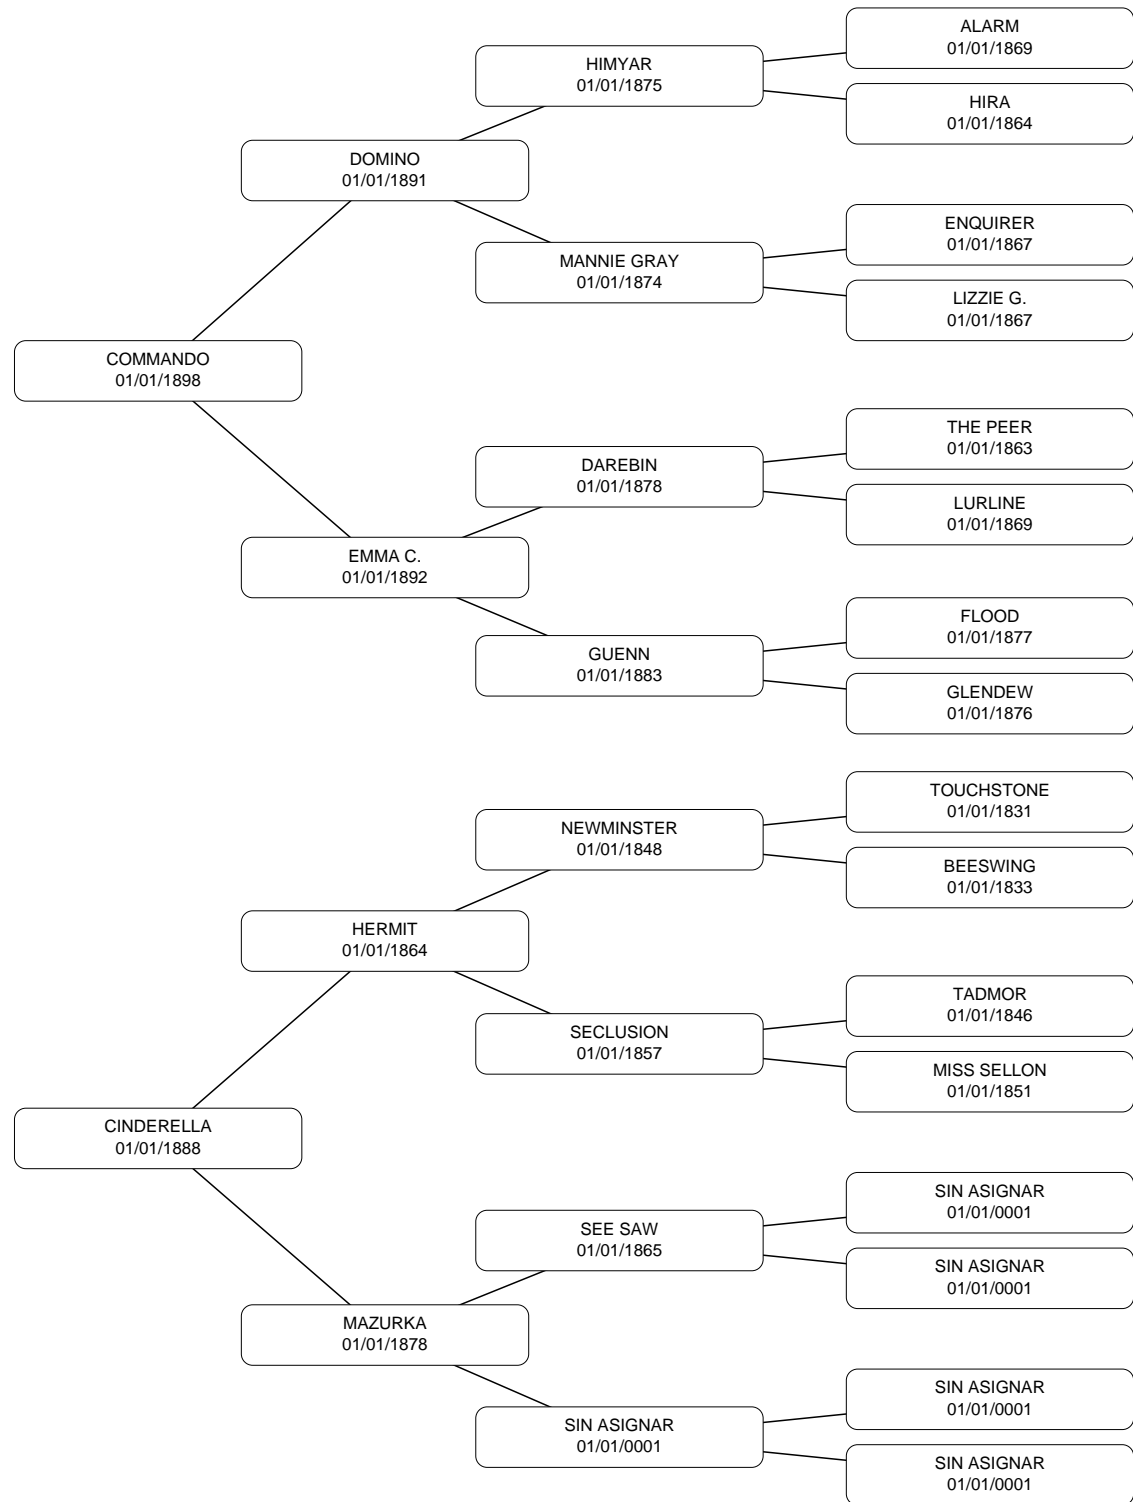 ALARM
01/01/1869
HIMYAR
01/01/1875
HIRA
01/01/1864
DOMINO
01/01/1891
ENQUIRER
01/01/1867
MANNIE GRAY
01/01/1874
LIZZIE G.
01/01/1867
COMMANDO
01/01/1898
THE PEER
01/01/1863
DAREBIN
01/01/1878
LURLINE
01/01/1869
EMMA C.
01/01/1892
FLOOD
01/01/1877
GUENN
01/01/1883
GLENDEW
01/01/1876
TOUCHSTONE
01/01/1831
NEWMINSTER
01/01/1848
BEESWING
01/01/1833
HERMIT
01/01/1864
TADMOR
01/01/1846
SECLUSION
01/01/1857
MISS SELLON
01/01/1851
CINDERELLA
01/01/1888
SIN ASIGNAR
01/01/0001
SEE SAW
01/01/1865
SIN ASIGNAR
01/01/0001
MAZURKA
01/01/1878
SIN ASIGNAR
01/01/0001
SIN ASIGNAR
01/01/0001
SIN ASIGNAR
01/01/0001